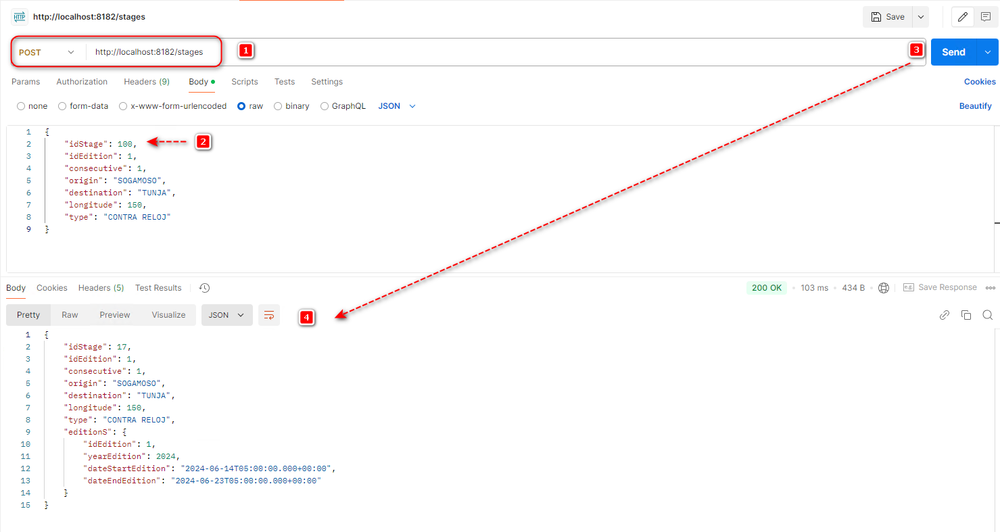 HTTP http://localhost:8182/stages Save
POST http://localhost:8182/stages 1 3 Send
Params Authorization Headers (9) Body Scripts Tests Settings Cookies
none form-data x-www-form-urlencoded raw binary GraphQL JSON Beautify
1 {
2 "idStage": 100, 2
3 "idEdition": 1,
4 "consecutive": 1,
5 "origin": "SOGAMOSO",
6 "destination": "TUNJA",
7 "longitude": 150,
8 "type": "CONTRA RELOJ"
9 }
Body Cookies Headers (5) Test Results 200 OK 103 ms 434 B e.g. Save Response
Pretty Raw Preview Visualize JSON 4
1 {
2 "idStage": 17,
3 "idEdition": 1,
4 "consecutive": 1,
5 "origin": "SOGAMOSO",
6 "destination": "TUNJA",
7 "longitude": 150,
8 "type": "CONTRA RELOJ",
9 "editionS": {
10 "idEdition": 1,
11 "yearEdition": 2024,
12 "dateStartEdition": "2024-06-14T05:00:00.000+00:00",
13 "dateEndEdition": "2024-06-23T05:00:00.000+00:00"
14 }
15 }